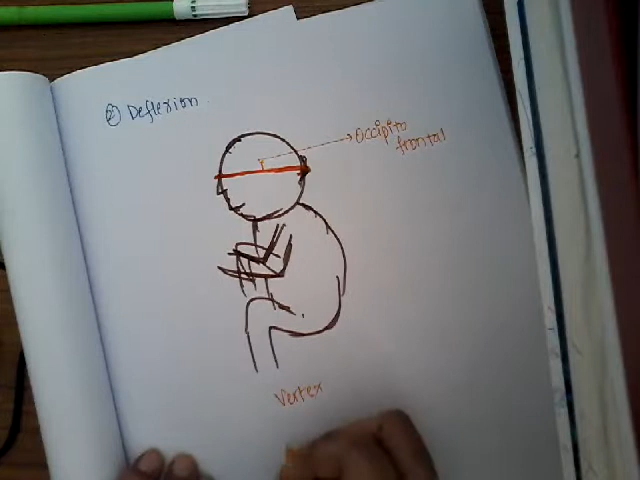 ② Deflexion
Occipito
frontal
Vertex